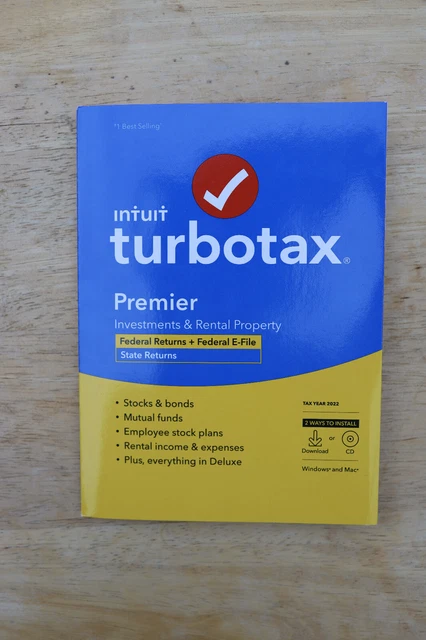 #1 Best Selling
intuit
turbotax®
Premier
Investments & Rental Property
Federal Returns + Federal E-File
State Returns
• Stocks & bonds
• Mutual funds
• Employee stock plans
• Rental income & expenses
• Plus, everything in Deluxe
TAX YEAR 2022
2 WAYS TO INSTALL
or
Download CD
Windows® and Mac®